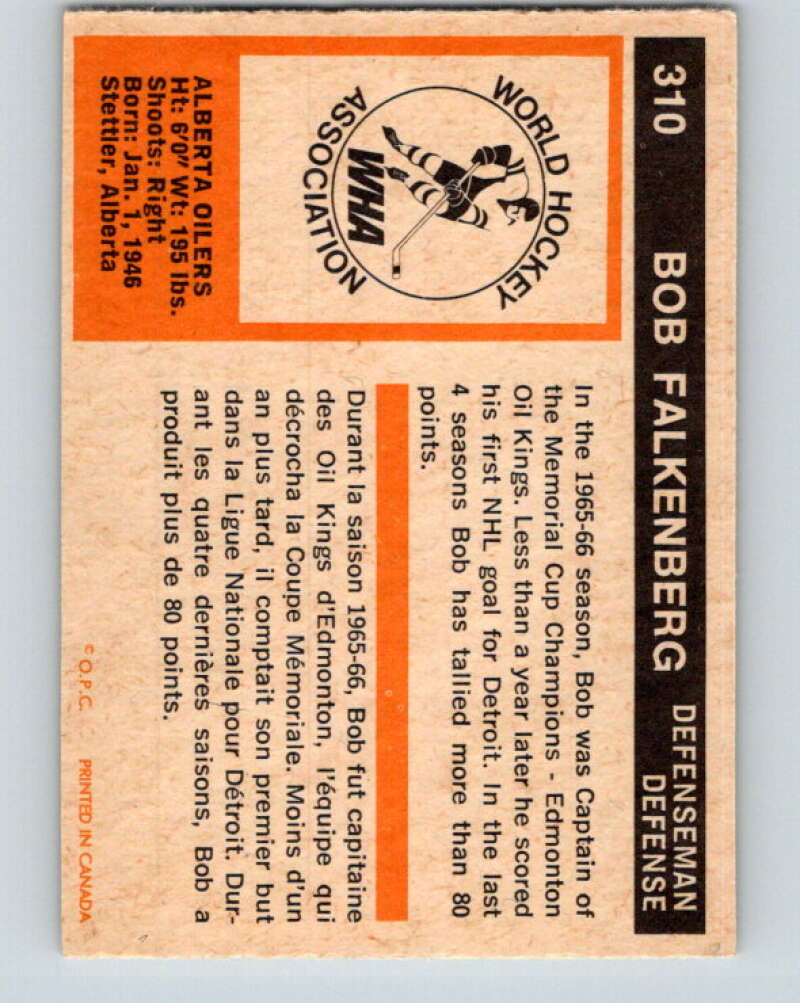 310 BOB FALKENBERG DEFENSEMAN
DEFENSE
WORLD HOCKEY
ASSOCIATION
WHA
ALBERTA OILERS
Ht: 6'0" Wt: 195 lbs.
Shoots: Right
Born: Jan. 1, 1946
Stettler, Alberta
In the 1965-66 season, Bob was Captain of
the Memorial Cup Champions - Edmonton
Oil Kings. Less than a year later he scored
his first NHL goal for Detroit. In the last
4 seasons Bob has tallied more than 80
points.
Durant la saison 1965-66, Bob fut capitaine
des Oil Kings d'Edmonton, l'équipe qui
décrocha la Coupe Mémoriale. Moins d'un
an plus tard, il comptait son premier but
dans la Ligue Nationale pour Détroit. Dur-
ant les quatre dernières saisons, Bob a
produit plus de 80 points.
© O.P.C. PRINTED IN CANADA